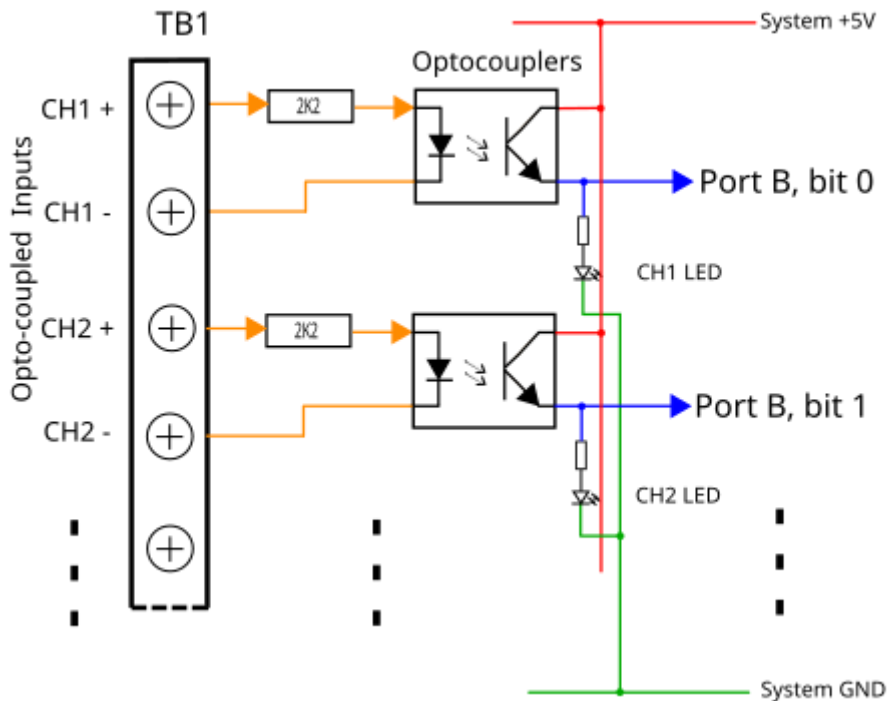 TB1
System +5V
Optocouplers
CH1 +
2K2
Port B, bit 0
CH1 -
CH1 LED
Opto-coupled Inputs
CH2 +
2K2
Port B, bit 1
CH2 -
CH2 LED
System GND